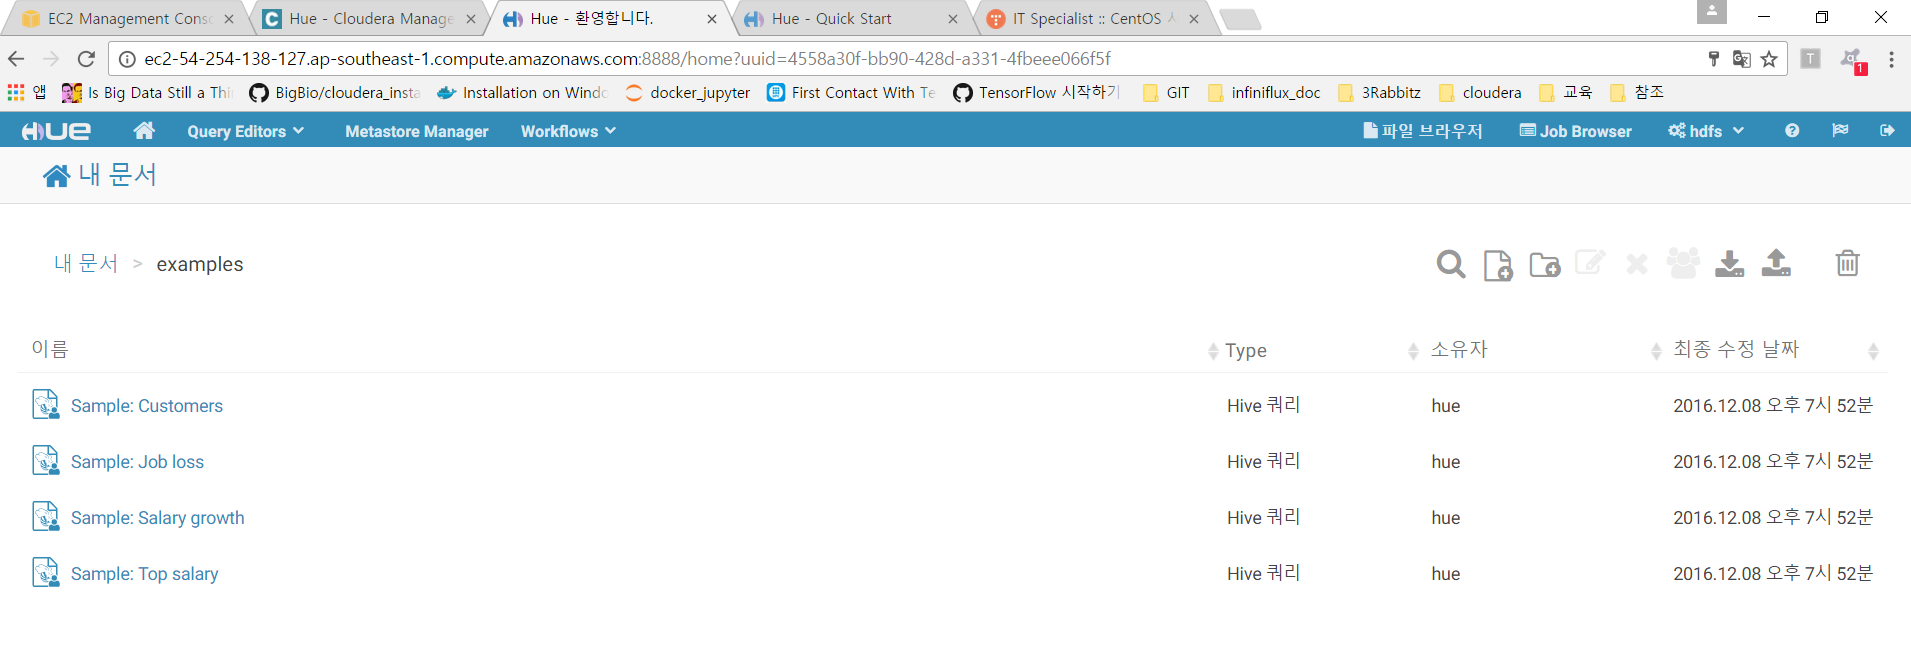 EC2 Management Conso
Hue - Cloudera Manage
Hue - 환영합니다.
Hue - Quick Start
IT Specialist :: CentOS
ec2-54-254-138-127.ap-southeast-1.compute.amazonaws.com:8888/home?uuid=4558a30f-bb90-428d-a331-4fbeee066f5f
T
1
앱
Is Big Data Still a Thi
BigBio/cloudera_insta
Installation on Windo
docker_jupyter
First Contact With Te
TensorFlow 시작하기
GIT
infiniflux_doc
3Rabbitz
cloudera
교육
참조
HUE
Query Editors
Metastore Manager
Workflows
파일 브라우저
Job Browser
hdfs
내 문서
내 문서 > examples
이름 Type 소유자 최종 수정 날짜
Sample: Customers Hive 쿼리 hue 2016.12.08 오후 7시 52분
Sample: Job loss Hive 쿼리 hue 2016.12.08 오후 7시 52분
Sample: Salary growth Hive 쿼리 hue 2016.12.08 오후 7시 52분
Sample: Top salary Hive 쿼리 hue 2016.12.08 오후 7시 52분